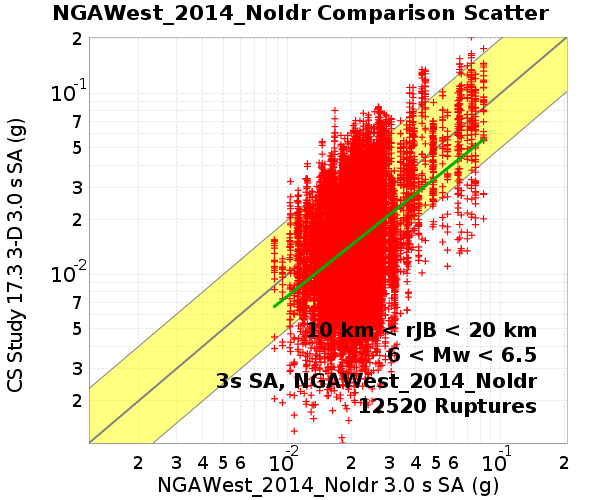 NGAWest_2014_NoIdr Comparison Scatter
CS Study 17.3 3-D 3.0 s SA (g)
2
10-1
7
5
3
2
10-2
7
5
3
2
10 km < rJB < 20 km
6 < Mw < 6.5
3s SA, NGAWest_2014_NoIdr
12520 Ruptures
2 3 4 5 6 10-2 2 3 4 5 6 10-1 2
NGAWest_2014_NoIdr 3.0 s SA (g)